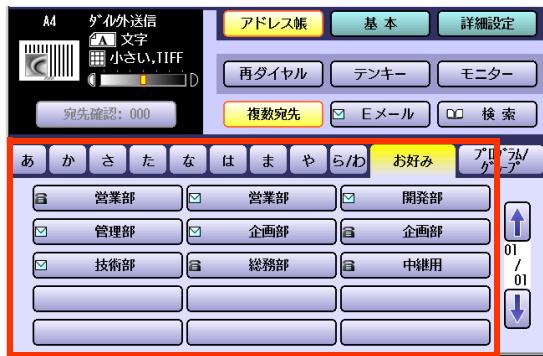 A4 ダイヤル外送信
A 文字
小さい,TIFF
D
宛先確認: 000
アドレス帳 基本 詳細設定
再ダイヤル テンキー モニター
複数宛先 Eメール 検索
あ か さ た な は ま や ら/わ お好み プログラム/グループ
営業部 営業部 開発部
管理部 企画部 企画部
技術部 総務部 中継用
01
/
01